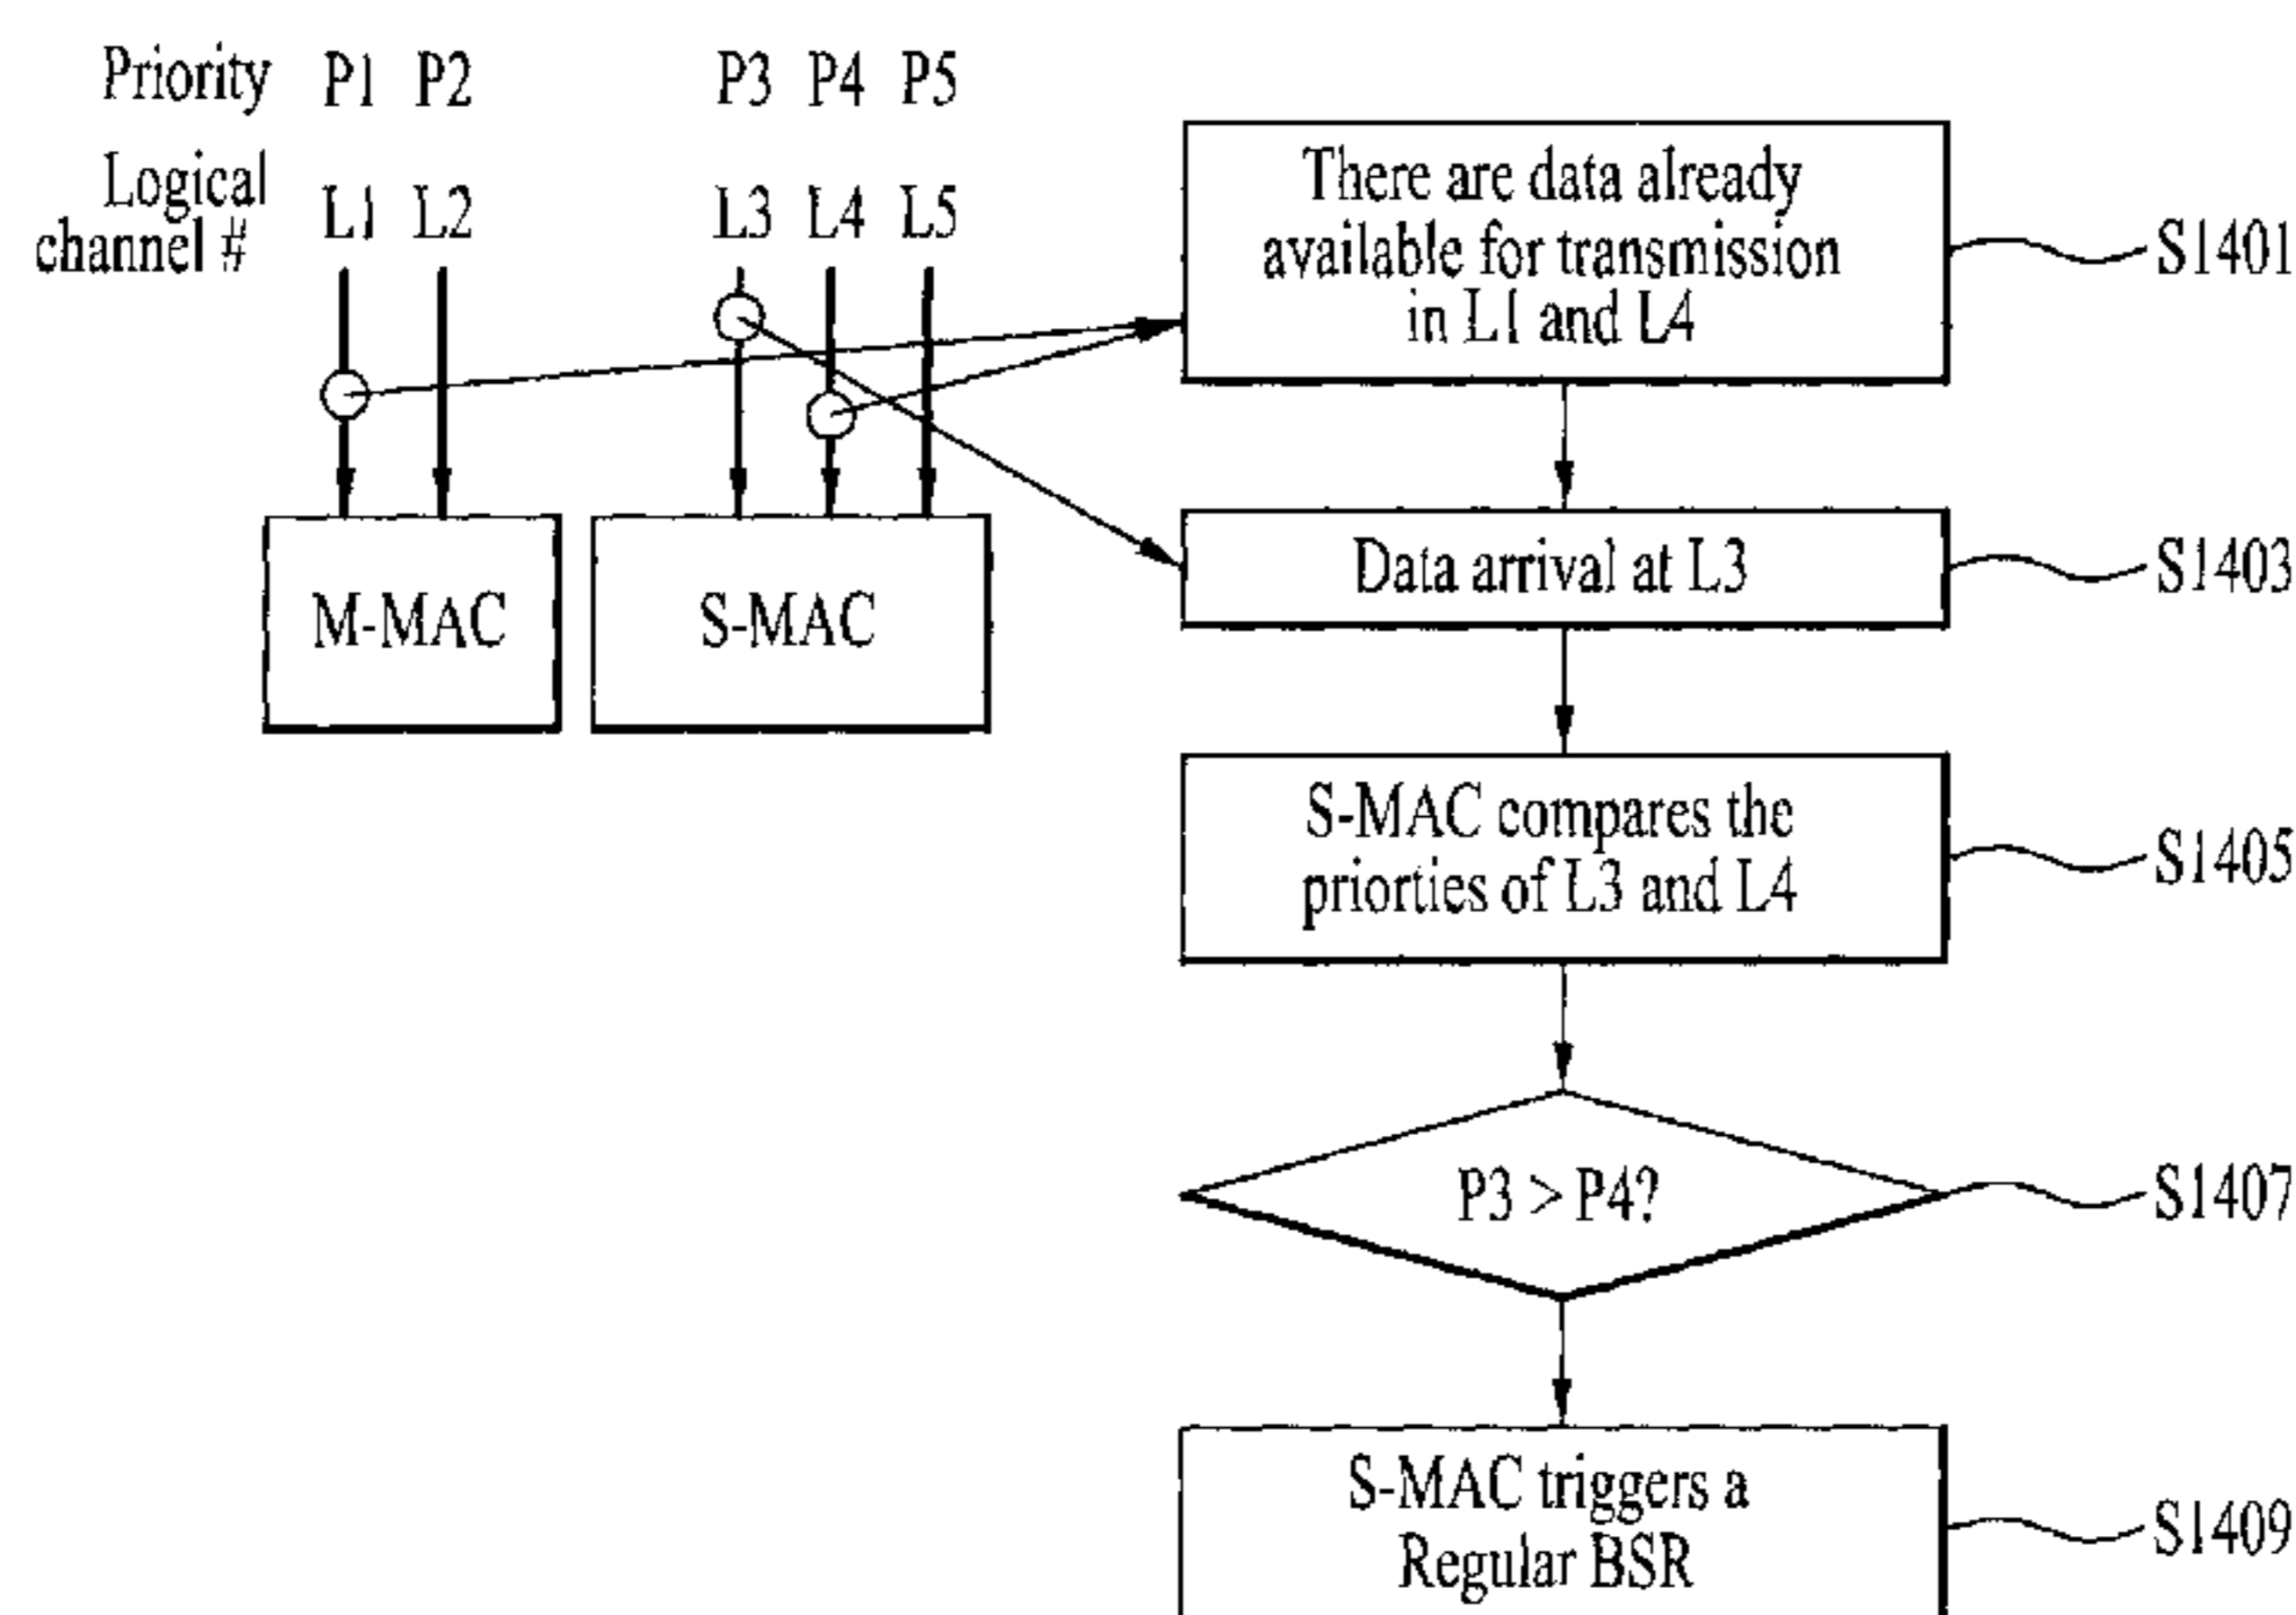 Priority P1 P2 P3 P4 P5
Logical
channel # L1 L2 L3 L4 L5
M-MAC S-MAC
There are data already
available for transmission
in L1 and L4
S1401
Data arrival at L3
S1403
S-MAC compares the
priorties of L3 and L4
S1405
P3 > P4?
S1407
S-MAC triggers a
Regular BSR
S1409